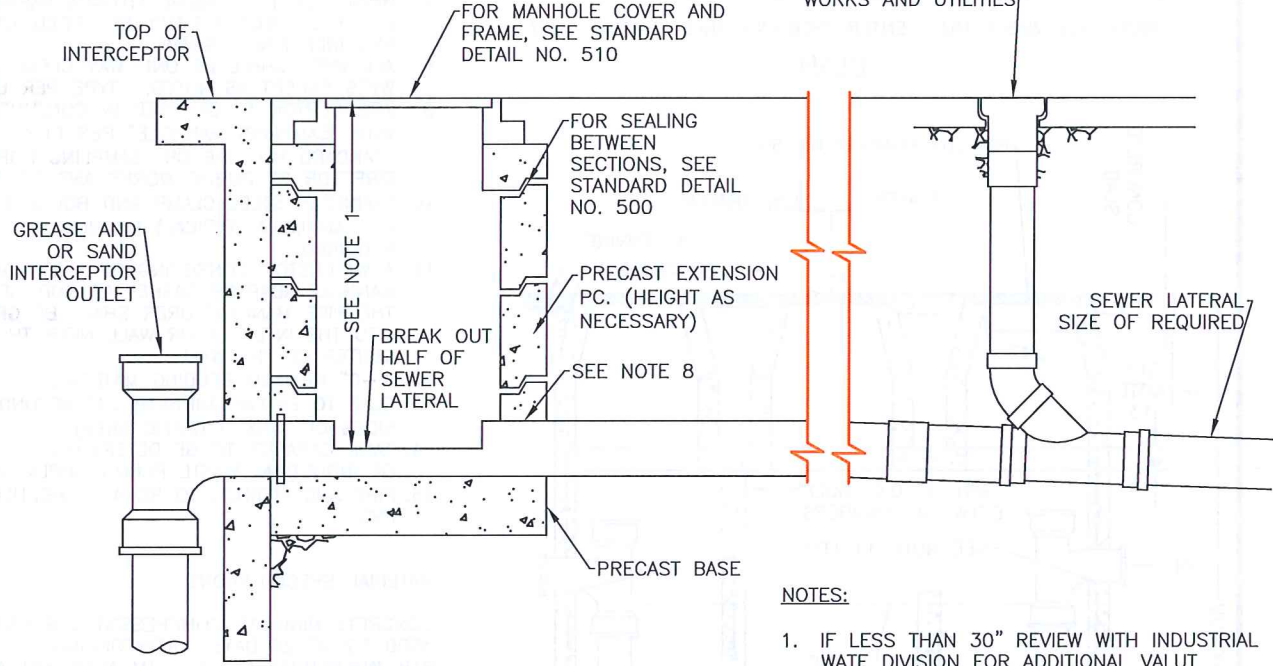 FOR MANHOLE COVER AND
FRAME, SEE STANDARD
DETAIL NO. 510
WORKS AND UTILITIES
TOP OF
INTERCEPTOR
FOR SEALING
BETWEEN
SECTIONS, SEE
STANDARD DETAIL
NO. 500
GREASE AND
OR SAND
INTERCEPTOR
OUTLET
SEE NOTE 1
PRECAST EXTENSION
PC. (HEIGHT AS
NECESSARY)
SEWER LATERAL
SIZE OF REQUIRED
BREAK OUT
HALF OF
SEWER
LATERAL
SEE NOTE 8
PRECAST BASE
NOTES:
1. IF LESS THAN 30" REVIEW WITH INDUSTRIAL
WATE DIVISION FOR ADDITIONAL VALUT